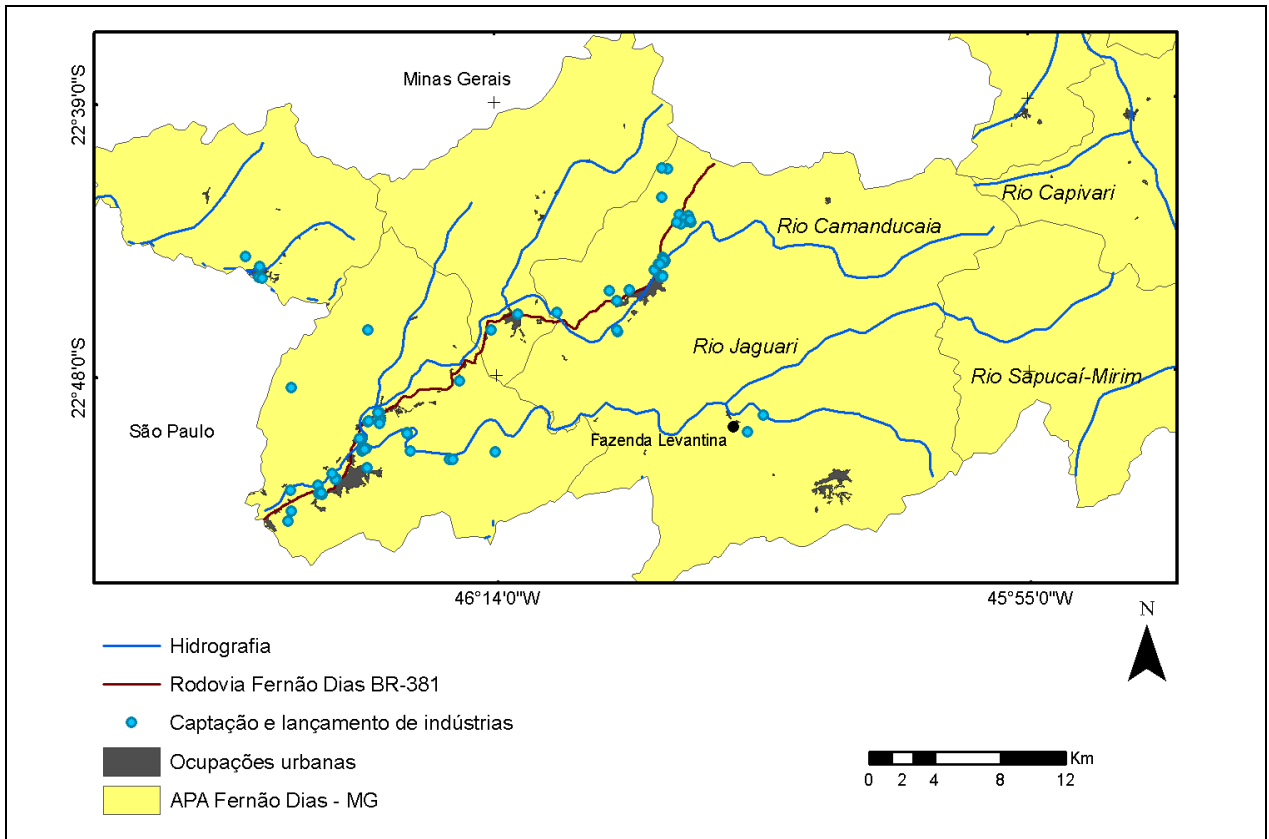 Minas Gerais
22°39'0"S
Rio Capivari
Rio Camanducaia
Rio Jaguari
22°48'0"S
Rio Sapucaí-Mirim
São Paulo
Fazenda Levantina
46°14'0"W
45°55'0"W
N
Hidrografia
Rodovia Fernão Dias BR-381
Captação e lançamento de indústrias
Ocupações urbanas
APA Fernão Dias - MG
Km
0 2 4 8 12